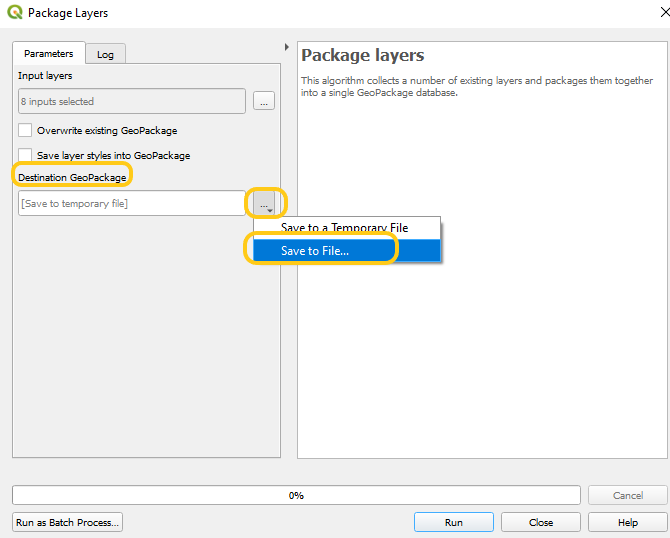 Package Layers
Parameters
Log
Input layers
8 inputs selected
...
Overwrite existing GeoPackage
Save layer styles into GeoPackage
Destination GeoPackage
[Save to temporary file]
...
Save to a Temporary File
Save to File...
Package layers
This algorithm collects a number of existing layers and packages them together
into a single GeoPackage database.
0%
Cancel
Run as Batch Process...
Run
Close
Help